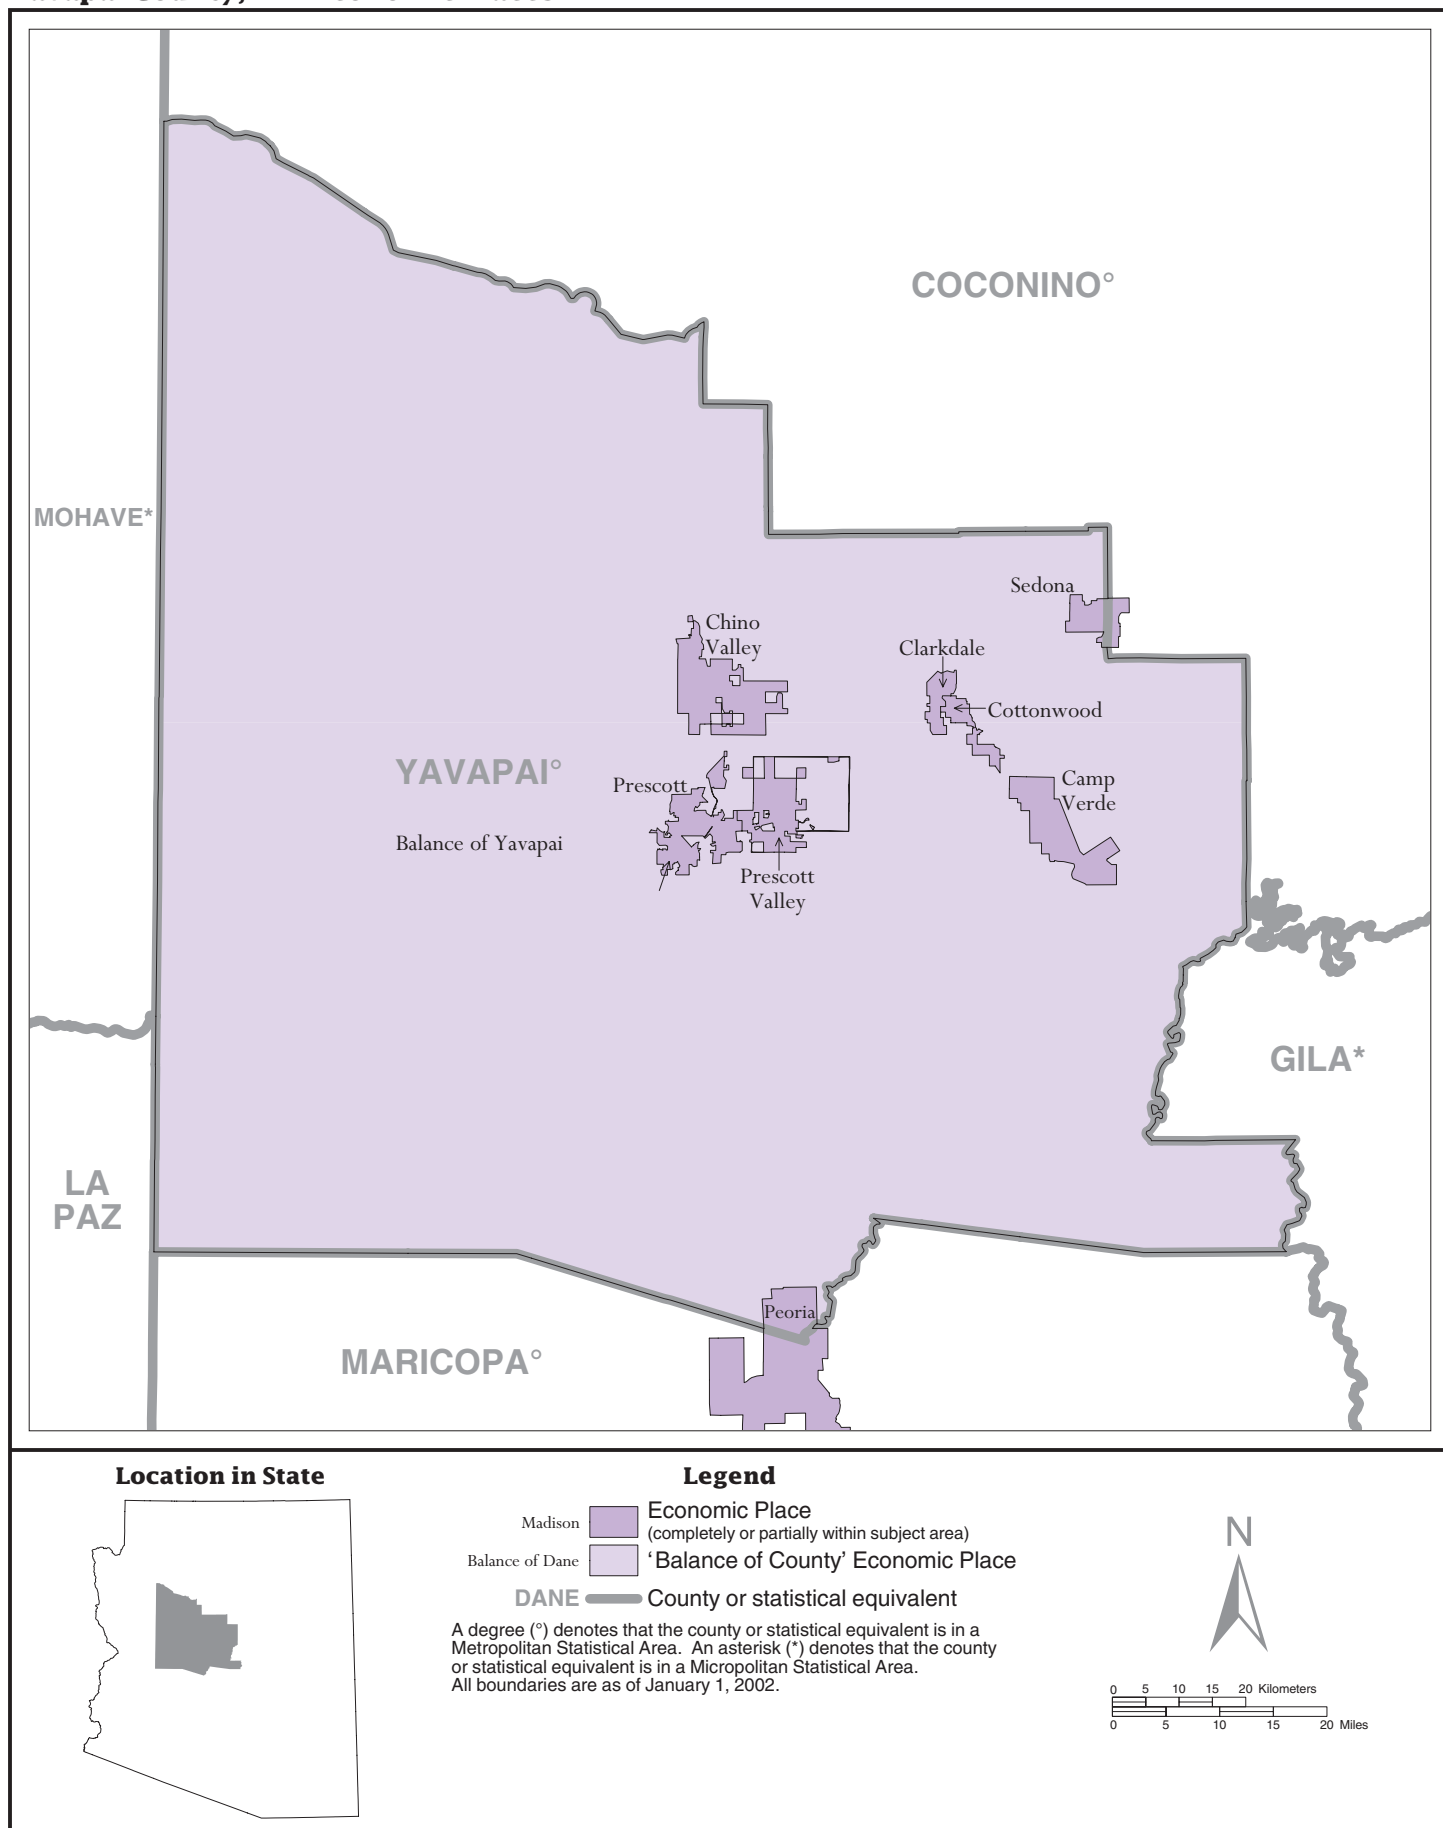 COCONINO°
MOHAVE*
Sedona
Chino
Valley
Clarkdale
Cottonwood
YAVAPAI°
Prescott
Camp
Verde
Balance of Yavapai
Prescott
Valley
GILA*
LA
PAZ
Peoria
MARICOPA°
Location in State
Legend
Madison
Economic Place
(completely or partially within subject area)
Balance of Dane
‘Balance of County’ Economic Place
DANE
County or statistical equivalent
A degree (°) denotes that the county or statistical equivalent is in a
Metropolitan Statistical Area. An asterisk (*) denotes that the county
or statistical equivalent is in a Micropolitan Statistical Area.
All boundaries are as of January 1, 2002.
N
0 5 10 15 20 Kilometers
0 5 10 15 20 Miles